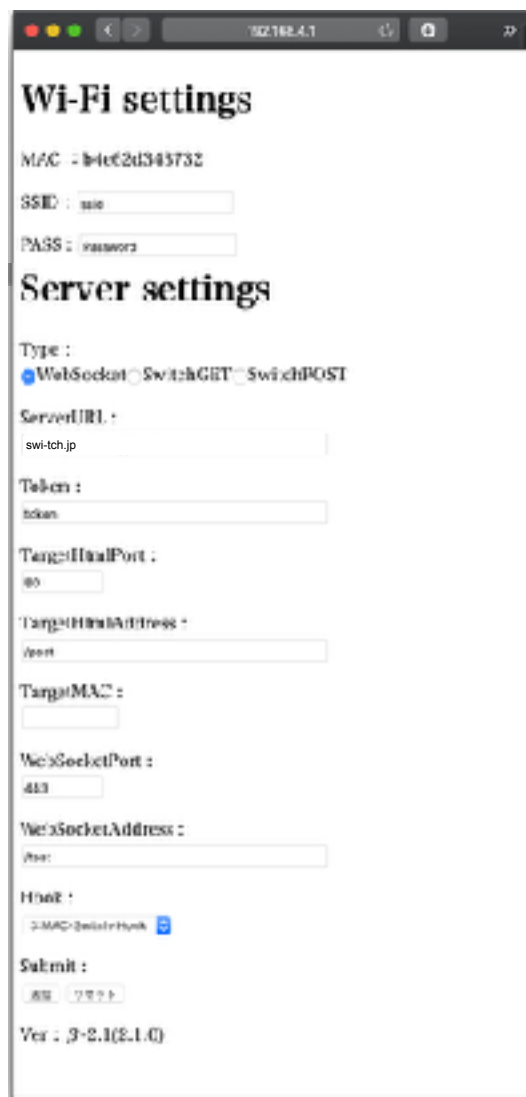 192.168.4.1
Wi-Fi settings
MAC :
SSID : ssid
PASS : password
Server settings
Type :
WebSocket SwitchGET SwitchPOST
ServerURL :
swi-tch.jp
Token :
token
TargetHtmlPort :
80
TargetHtmlAddress :
/post
TargetMAC :
WebSocketPort :
443
WebSocketAddress :
Hook :
Submit :
送信 リセット
Ver :